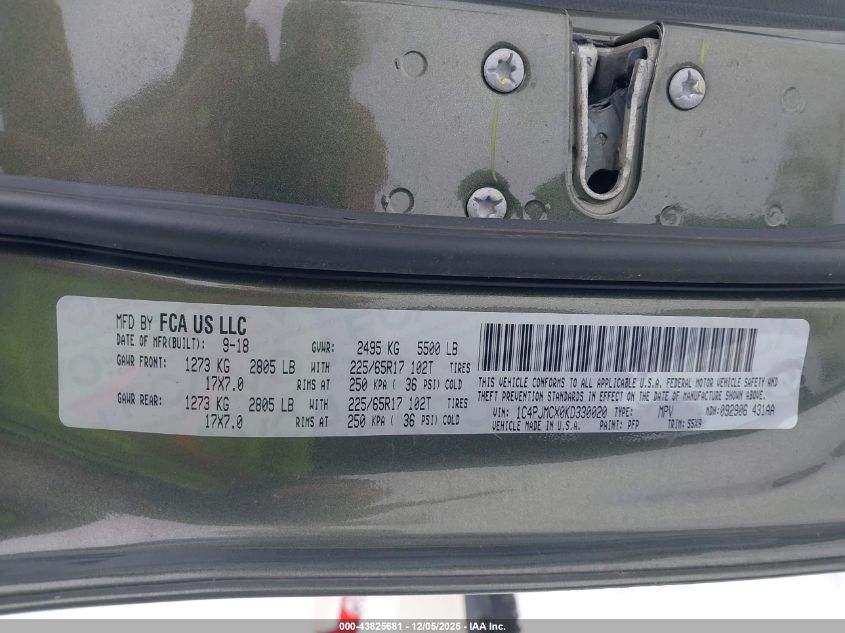 MFD BY FCA US LLC
DATE OF MFR(BUILT): 9-18 GVWR: 2495 KG 5500 LB
GAWR FRONT: 1273 KG 2805 LB WITH 225/65R17 102T TIRES
17X7.0 RIMS AT 250 KPA ( 36 PSI) COLD
GAWR REAR: 1273 KG 2805 LB WITH 225/65R17 102T TIRES
17X7.0 RIMS AT 250 KPA ( 36 PSI) COLD
THIS VEHICLE CONFORMS TO ALL APPLICABLE U.S.A. FEDERAL MOTOR VEHICLE SAFETY AND
THEFT PREVENTION STANDARDS IN EFFECT ON THE DATE OF MANUFACTURE SHOWN ABOVE.
VIN: 1C4PJMCX0KD330020 TYPE: MPV MDH: 092906 431AA
VEHICLE MADE IN U.S.A. PAINT: PFP TRIM: S5X9
000-43825681 - 12/05/2025 - IAA Inc.